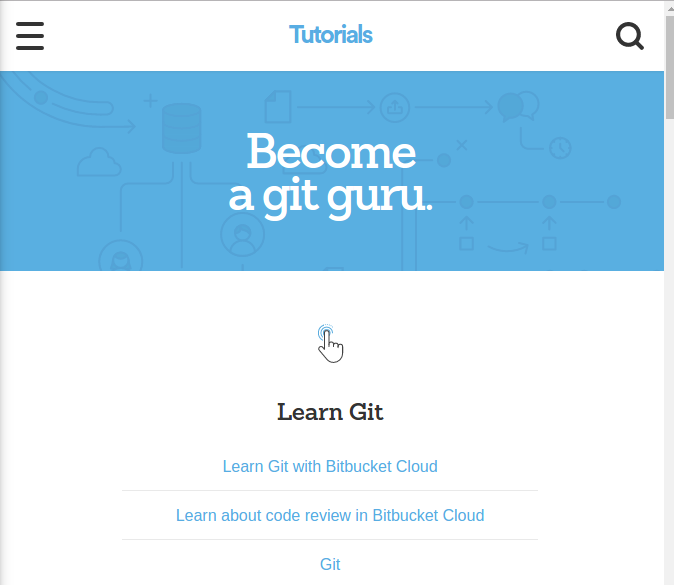 Tutorials
Become
a git guru.
Learn Git
Learn Git with Bitbucket Cloud
Learn about code review in Bitbucket Cloud
Git